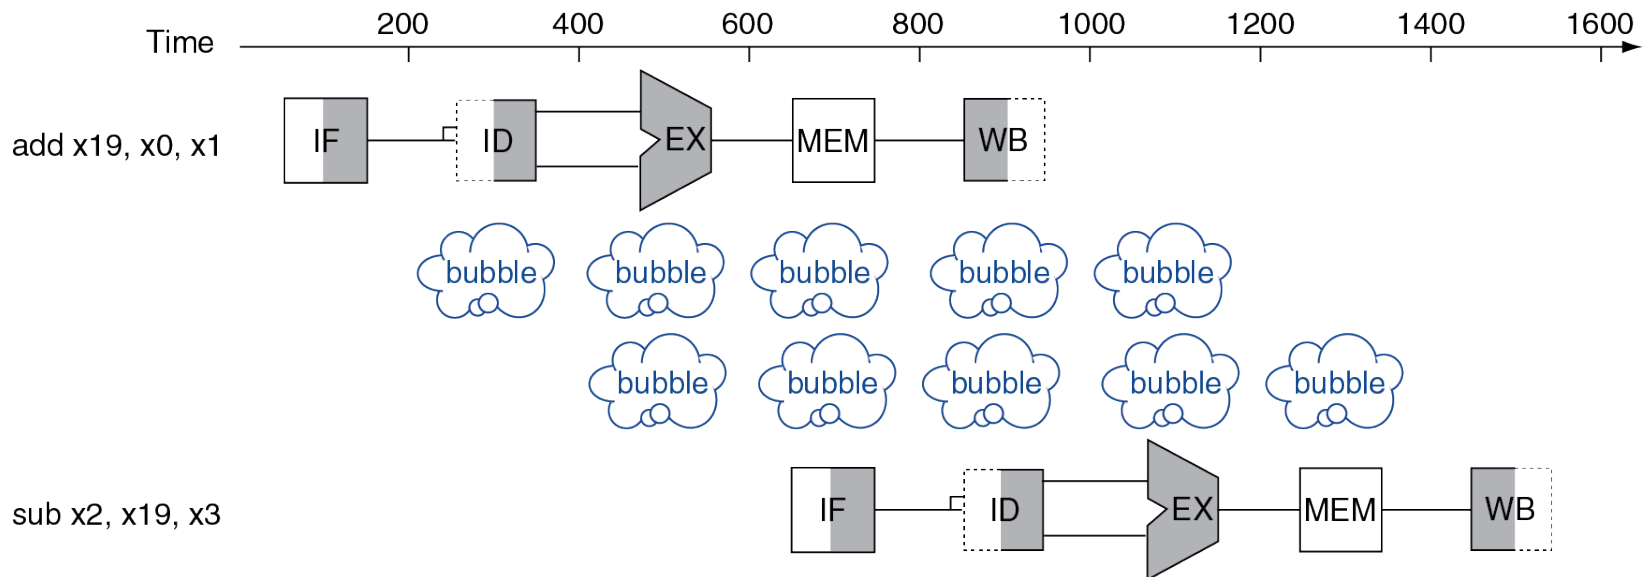 Time 200 400 600 800 1000 1200 1400 1600
add x19, x0, x1 IF ID EX MEM WB
bubble bubble bubble bubble bubble
bubble bubble bubble bubble bubble
sub x2, x19, x3 IF ID EX MEM WB